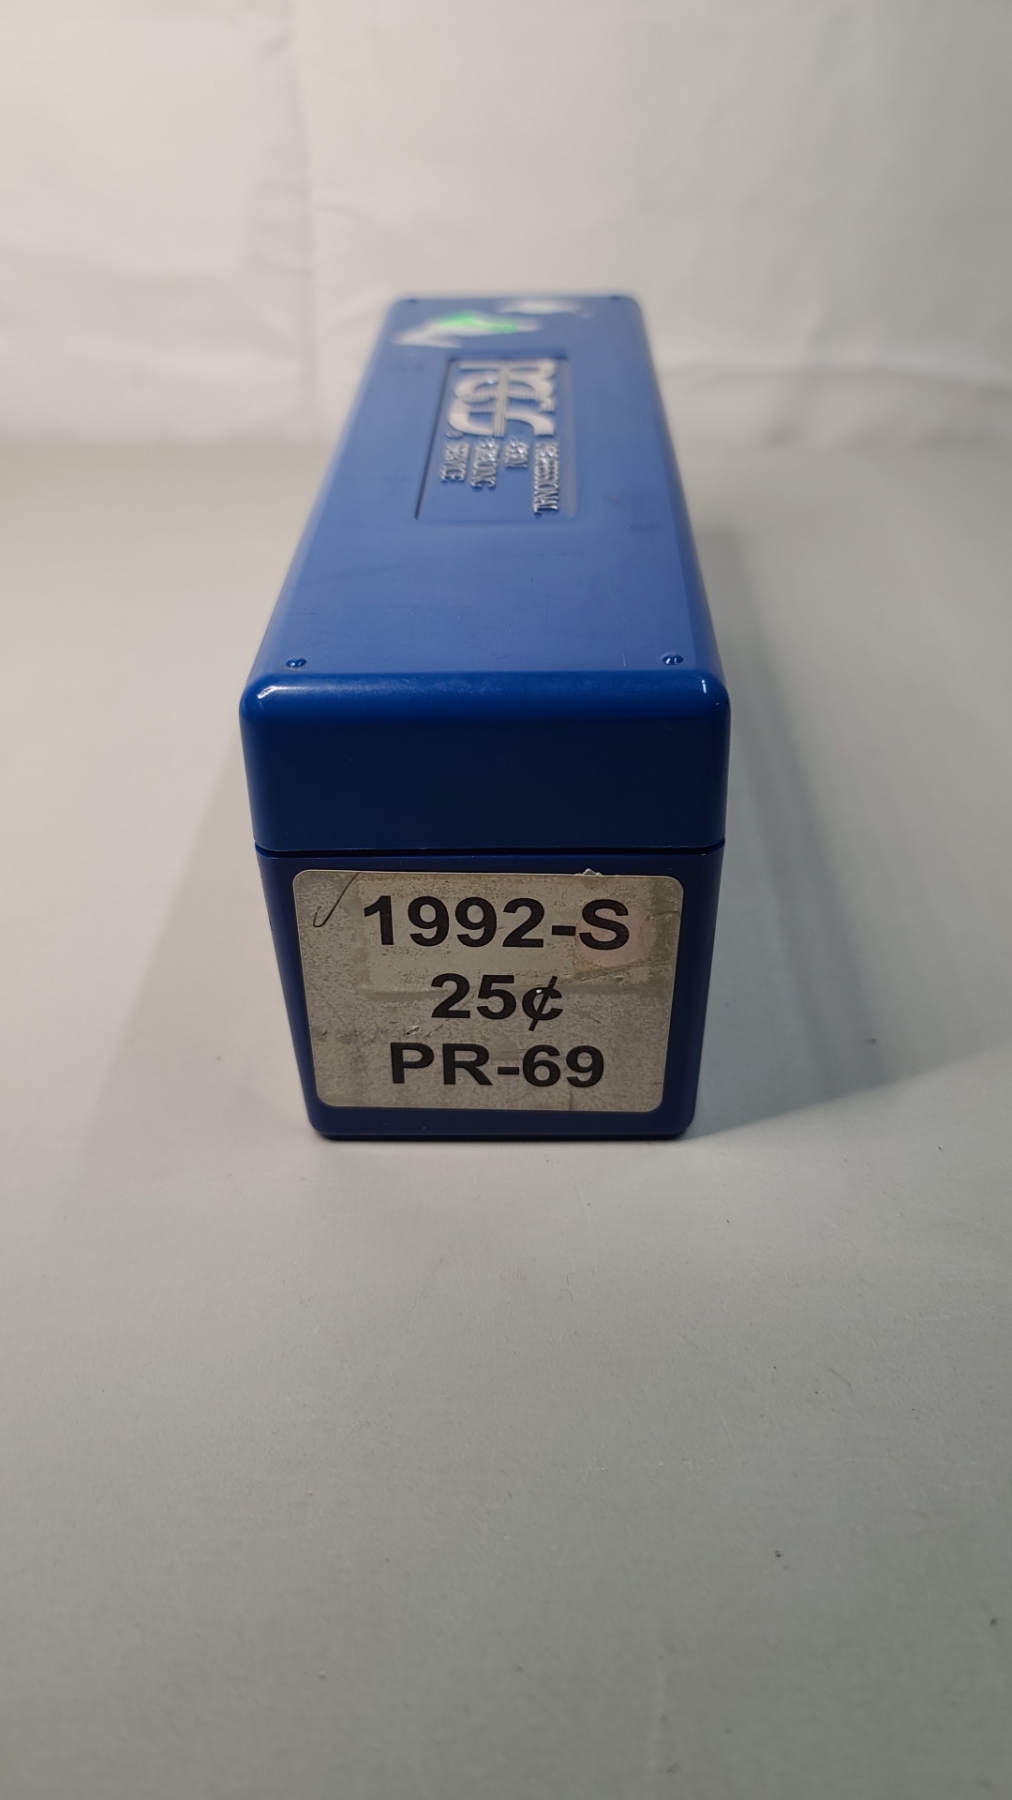 PCGS
PROFESSIONAL
COIN
GRADING
SERVICE
®
1992-S
25¢
PR-69